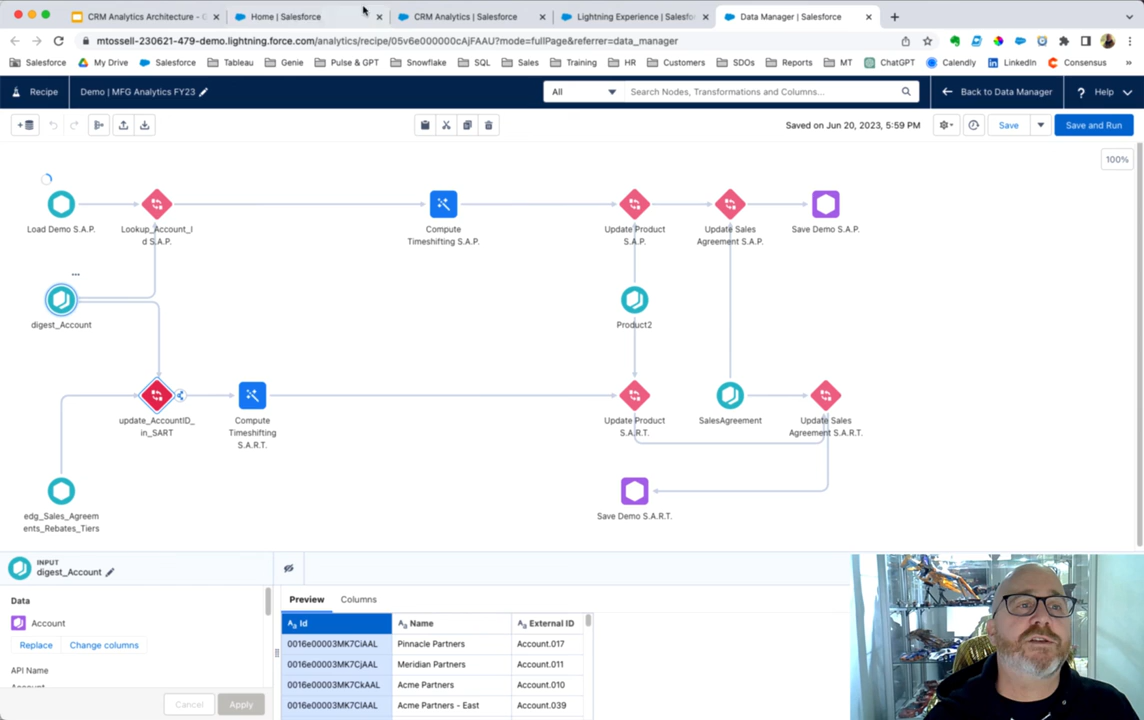 CRM Analytics Architecture - G
Home | Salesforce
CRM Analytics | Salesforce
Lightning Experience | Salesfo
Data Manager | Salesforce
mtossell-230621-479-demo.lightning.force.com/analytics/recipe/05v6e000000cAjFAAU?mode=fullPage&referrer=data_manager
Salesforce
My Drive
Salesforce
Tableau
Genie
Pulse & GPT
Snowflake
SQL
Sales
Training
HR
Customers
SDOs
Reports
MT
ChatGPT
Calendly
LinkedIn
Consensus
Recipe
Demo | MFG Analytics FY23
All
Search Nodes, Transformations and Columns...
Back to Data Manager
Help
Saved on Jun 20, 2023, 5:59 PM
Save
Save and Run
100%
Load Demo S.A.P.
Lookup_Account_I
d S.A.P.
Compute
Timeshifting S.A.P.
Update Product
S.A.P.
Update Sales
Agreement S.A.P.
Save Demo S.A.P.
digest_Account
Product2
update_AccountID_
in_SART
Compute
Timeshifting
S.A.R.T.
Update Product
S.A.R.T.
SalesAgreement
Update Sales
Agreement S.A.R.T.
edg_Sales_Agreem
ents_Rebates_Tiers
Save Demo S.A.R.T.
INPUT
digest_Account
Data
Account
Replace
Change columns
API Name
Cancel
Apply
Preview
Columns
Id
Name
External ID
0016e00003MK7CiAAL
Pinnacle Partners
Account.017
0016e00003MK7CjAAL
Meridian Partners
Account.011
0016e00003MK7CkAAL
Acme Partners
Account.010
0016e00003MK7ClAAL
Acme Partners - East
Account.039